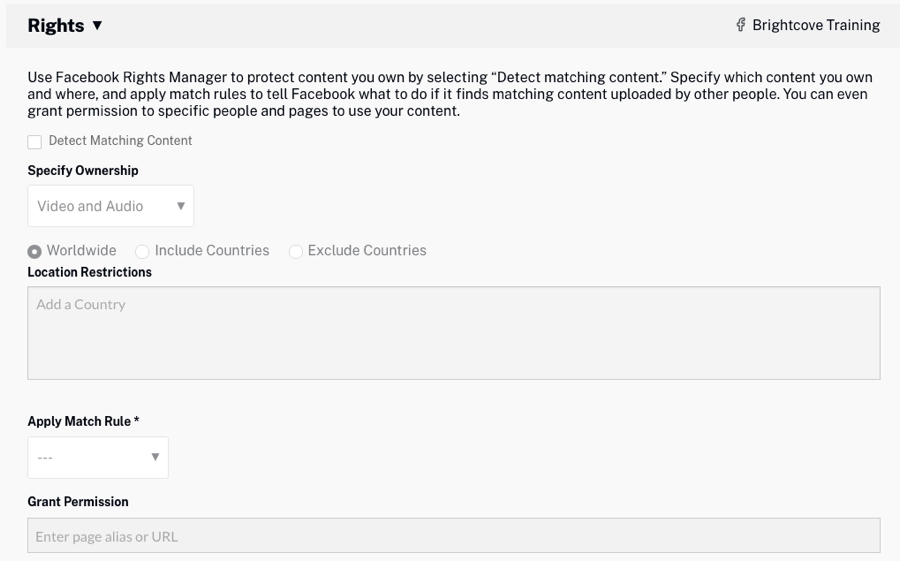 Rights ▼
Brightcove Training
Use Facebook Rights Manager to protect content you own by selecting “Detect matching content.” Specify which content you own
and where, and apply match rules to tell Facebook what to do if it finds matching content uploaded by other people. You can even
grant permission to specific people and pages to use your content.
Detect Matching Content
Specify Ownership
Video and Audio ▼
Worldwide Include Countries Exclude Countries
Location Restrictions
Add a Country
Apply Match Rule *
--- ▼
Grant Permission
Enter page alias or URL